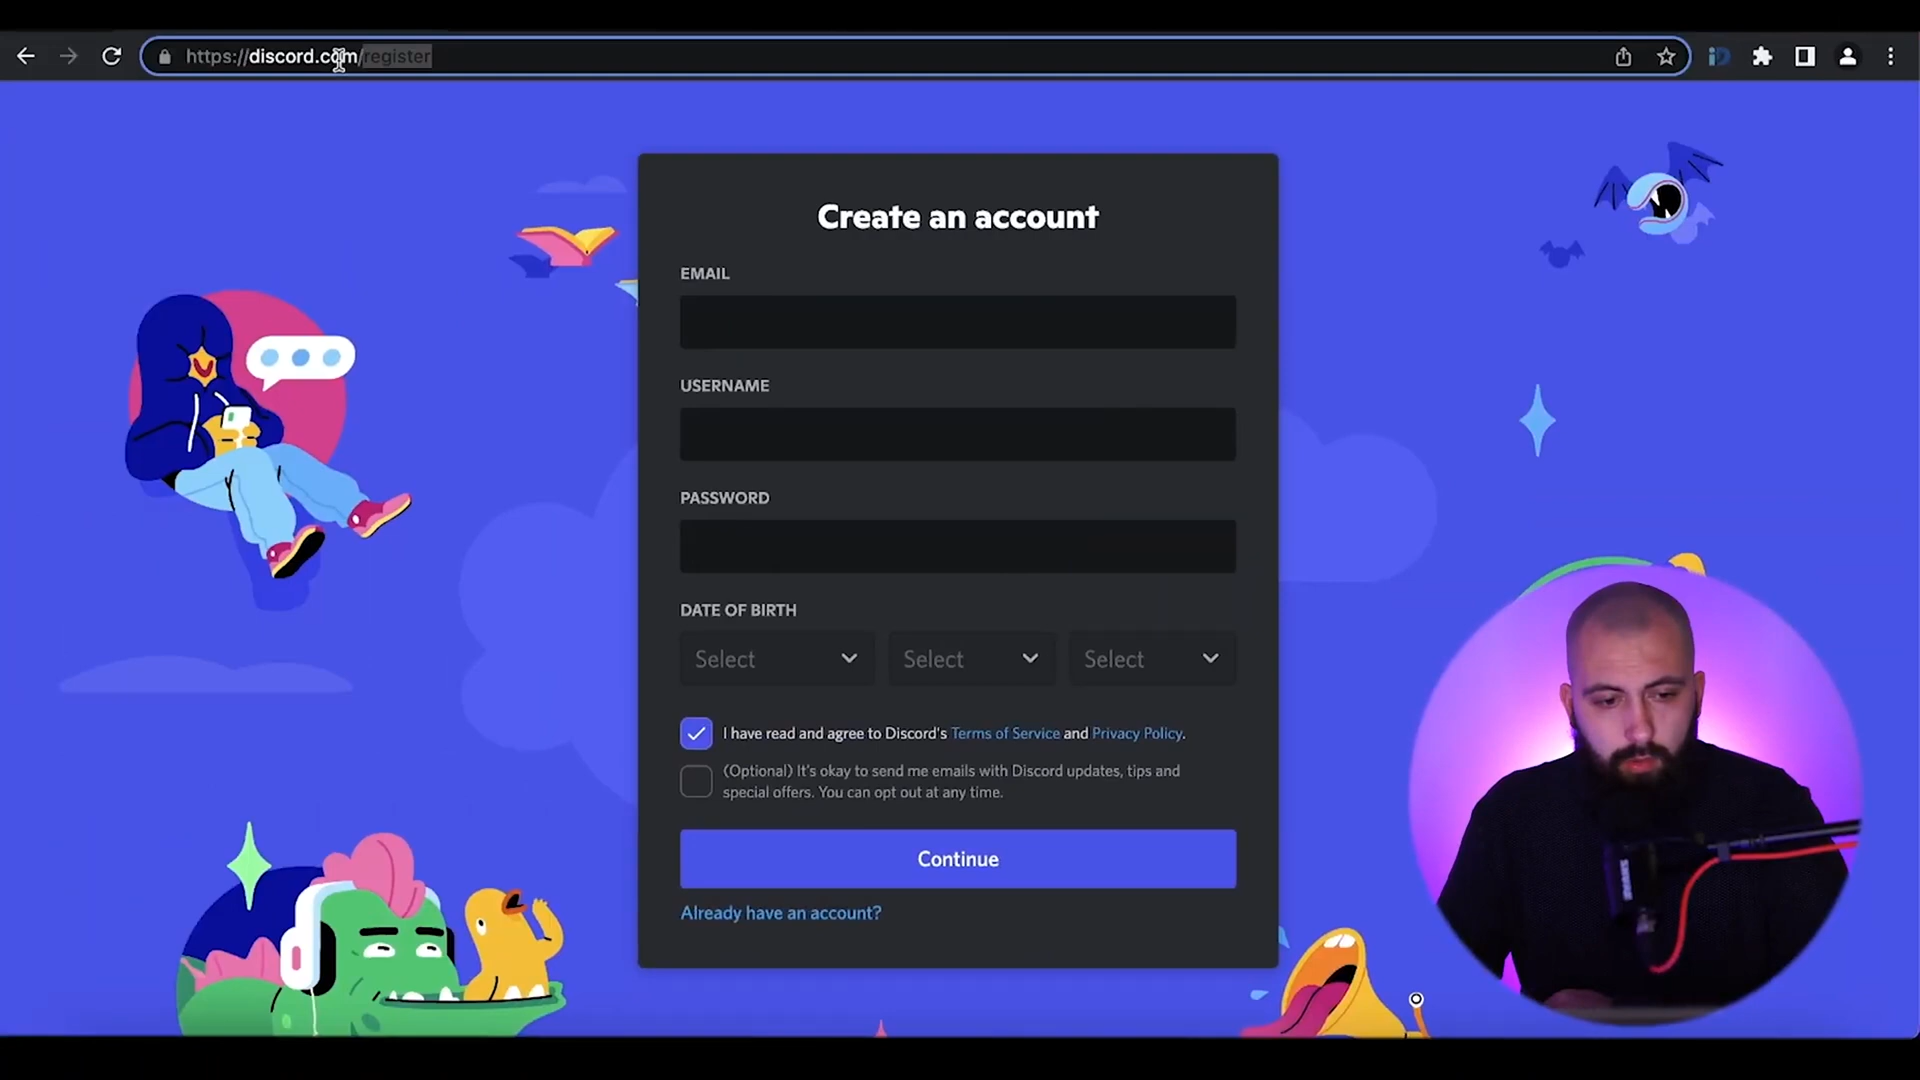 https://discord.com/register
Create an account
EMAIL
USERNAME
PASSWORD
DATE OF BIRTH
Select Select Select
I have read and agree to Discord's Terms of Service and Privacy Policy.
(Optional) It's okay to send me emails with Discord updates, tips and
special offers. You can opt out at any time.
Continue
Already have an account?
SHURE